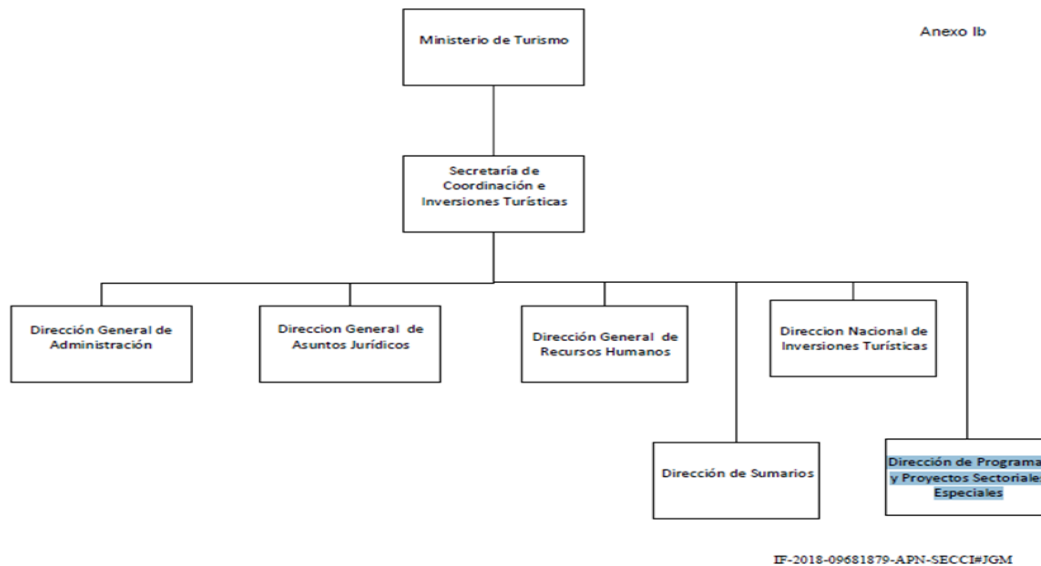 Ministerio de Turismo
Anexo Ib
Secretaría de
Coordinación e
Inversiones Turísticas
Dirección General de
Administración
Direccion General de
Asuntos Jurídicos
Dirección General de
Recursos Humanos
Direccion Nacional de
Inversiones Turísticas
Dirección de Sumarios
Dirección de Programa
y Proyectos Sectoriale
Especiales
IF-2018-09681879-APN-SECCI#JGM